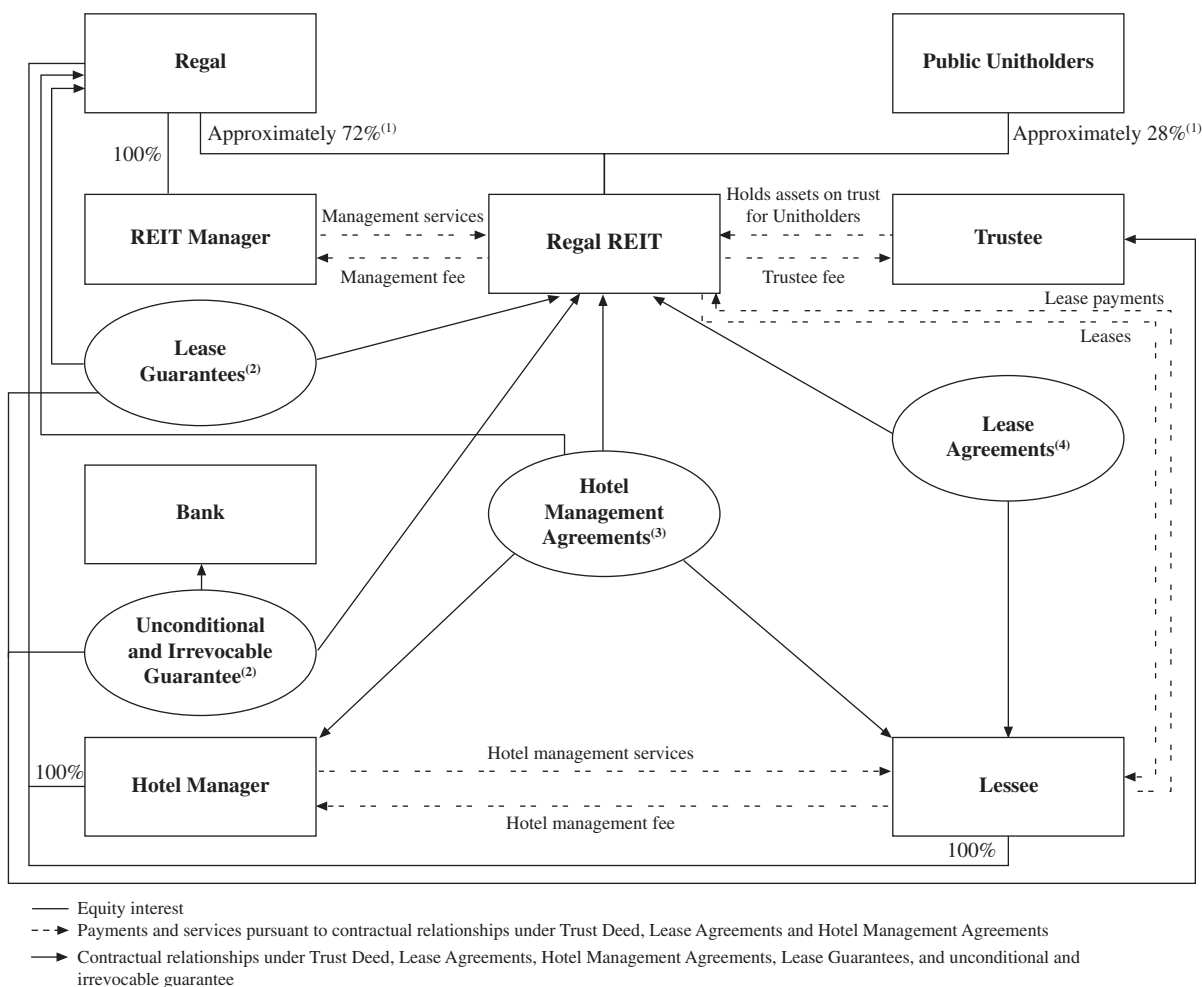 Regal
Public Unitholders
Approximately 72%(1)
Approximately 28%(1)
100%
REIT Manager
Management services
Management fee
Regal REIT
Holds assets on trust
for Unitholders
Trustee fee
Trustee
Lease payments
Leases
Lease
Guarantees(2)
Lease
Agreements(4)
Bank
Hotel
Management
Agreements(3)
Unconditional
and Irrevocable
Guarantee(2)
100%
Hotel Manager
Hotel management services
Hotel management fee
Lessee
100%
Equity interest
Payments and services pursuant to contractual relationships under Trust Deed, Lease Agreements and Hotel Management Agreements
Contractual relationships under Trust Deed, Lease Agreements, Hotel Management Agreements, Lease Guarantees, and unconditional and
irrevocable guarantee